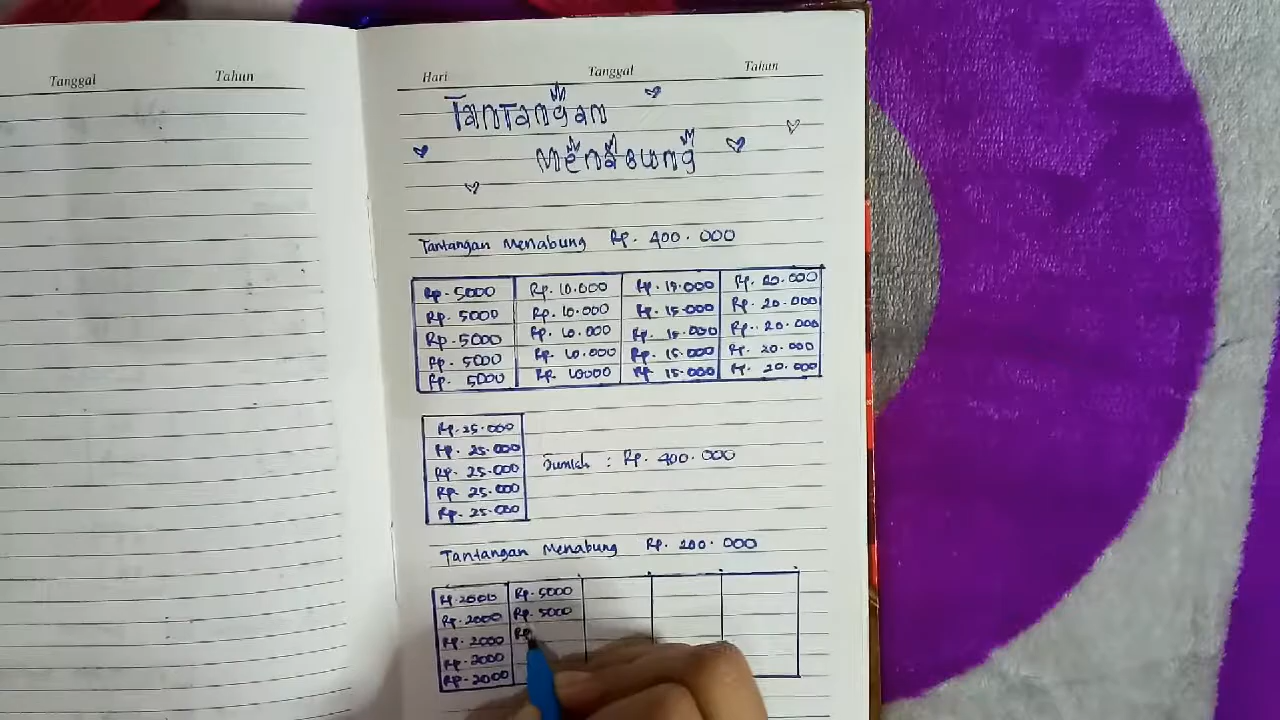 Tanggal Tahun
Hari Tanggal Tahun
Tantangan
Menabung
Tantangan Menabung Rp. 400.000
Rp. 5000 Rp. 10.000 Rp. 15.000 Rp. 20.000
Rp. 5000 Rp. 10.000 Rp. 15.000 Rp. 20.000
Rp. 5000 Rp. 10.000 Rp. 15.000 Rp. 20.000
Rp. 5000 Rp. 10.000 Rp. 15.000 Rp. 20.000
Rp. 5000 Rp. 10000 Rp 15.000 Rp. 20.000
Rp. 25.000
Rp. 25.000
Rp. 25.000
Rp. 25.000
Rp. 25.000
Jumlah : Rp. 400.000
Tantangan Menabung Rp. 200.000
Rp. 2000 Rp. 5000
Rp. 2000 Rp. 5000
Rp. 2000 Rp
Rp. 2000
Rp. 2000